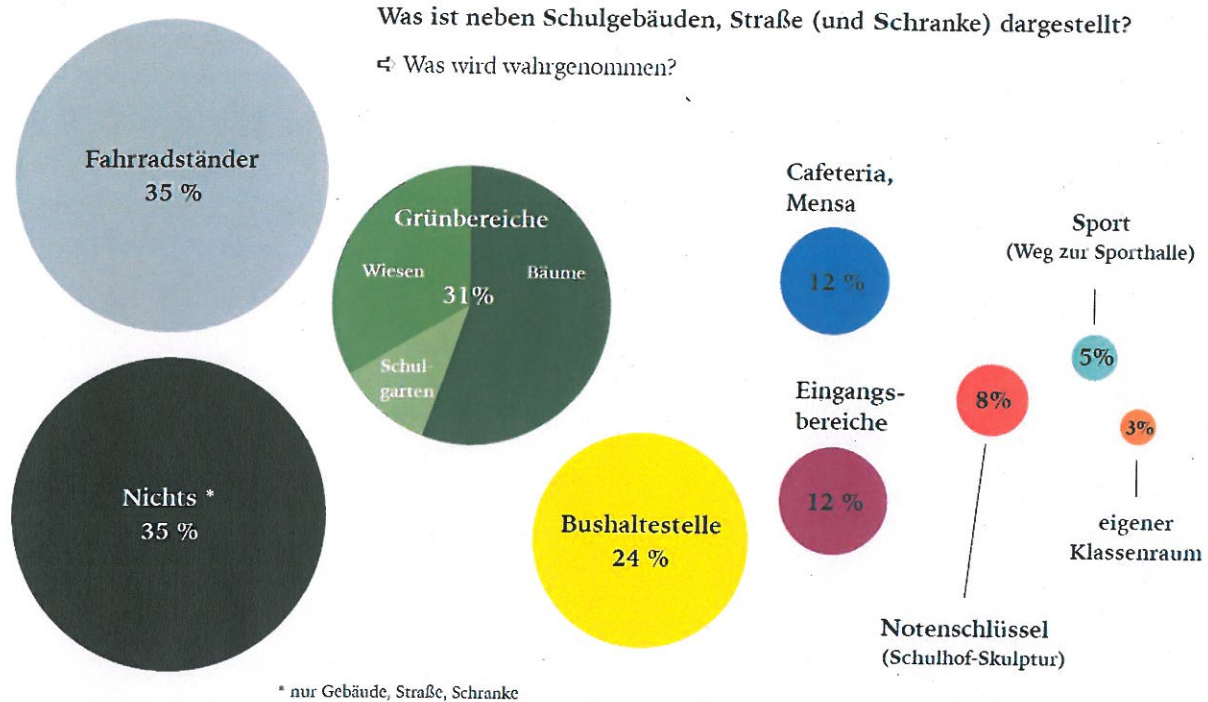 Was ist neben Schulgebäuden, Straße (und Schranke) dargestellt?
➪ Was wird wahrgenommen?
Fahrradständer
35 %
Grünbereiche
Wiesen
Bäume
31%
Schul-
garten
Cafeteria,
Mensa
12 %
Sport
(Weg zur Sporthalle)
5%
Nichts *
35 %
Bushaltestelle
24 %
Eingangs-
bereiche
12 %
8%
Notenschlüssel
(Schulhof-Skulptur)
3%
eigener
Klassenraum
* nur Gebäude, Straße, Schranke